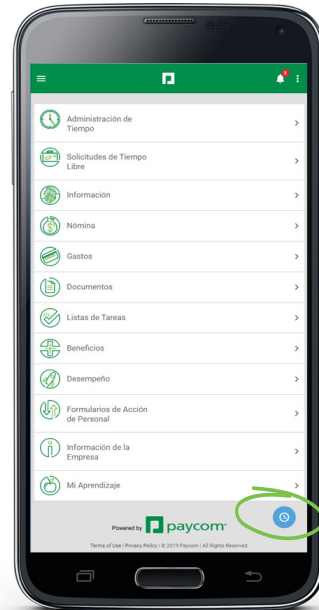 Administración de
Tiempo
Solicitudes de Tiempo
Libre
Información
Nómina
Gastos
Documentos
Listas de Tareas
Beneficios
Desempeño
Formularios de Acción
de Personal
Información de la
Empresa
Mi Aprendizaje
Powered by paycom
Terms of Use | Privacy Policy | © 2019 Paycom | All Rights Reserved.